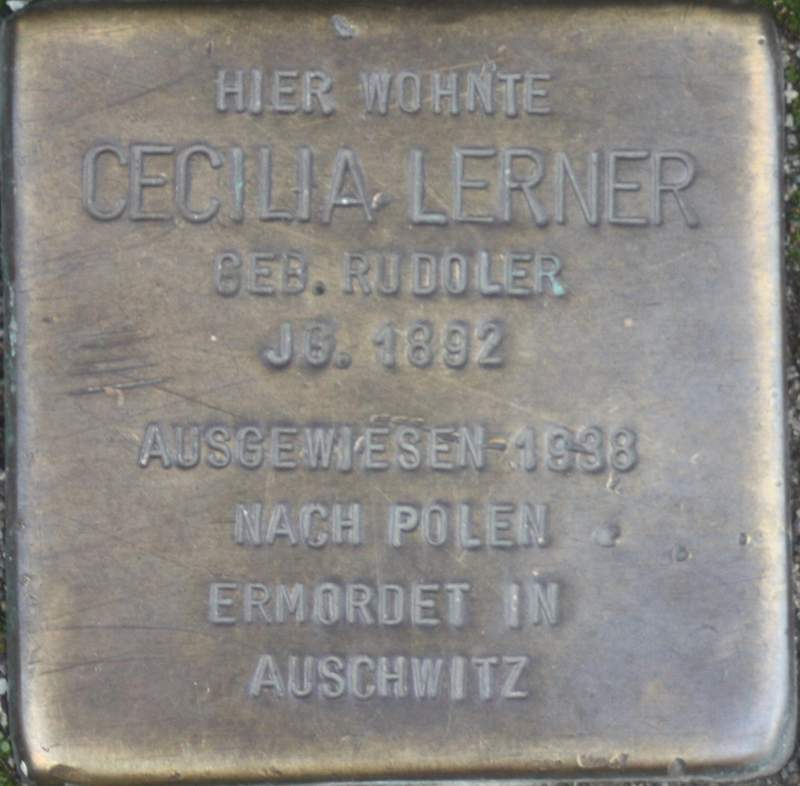 HIER WOHNTE
CECILIA LERNER
GEB. RUDOLER
JG. 1892
AUSGEWIESEN 1938
NACH POLEN
ERMORDET IN
AUSCHWITZ